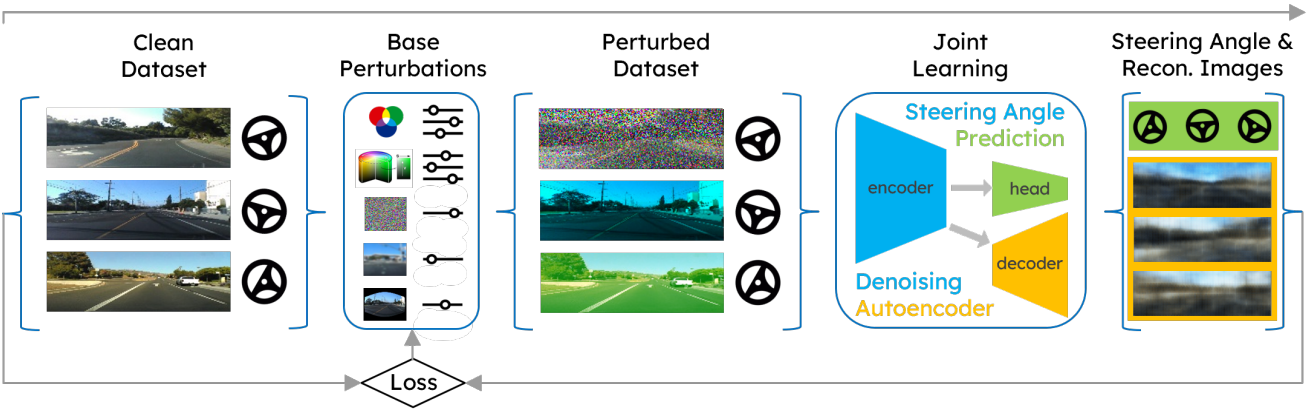 Clean
Dataset
Base
Perturbations
Perturbed
Dataset
Joint
Learning
Steering Angle &
Recon. Images
Steering Angle
Prediction
encoder
head
decoder
Denoising
Autoencoder
Loss